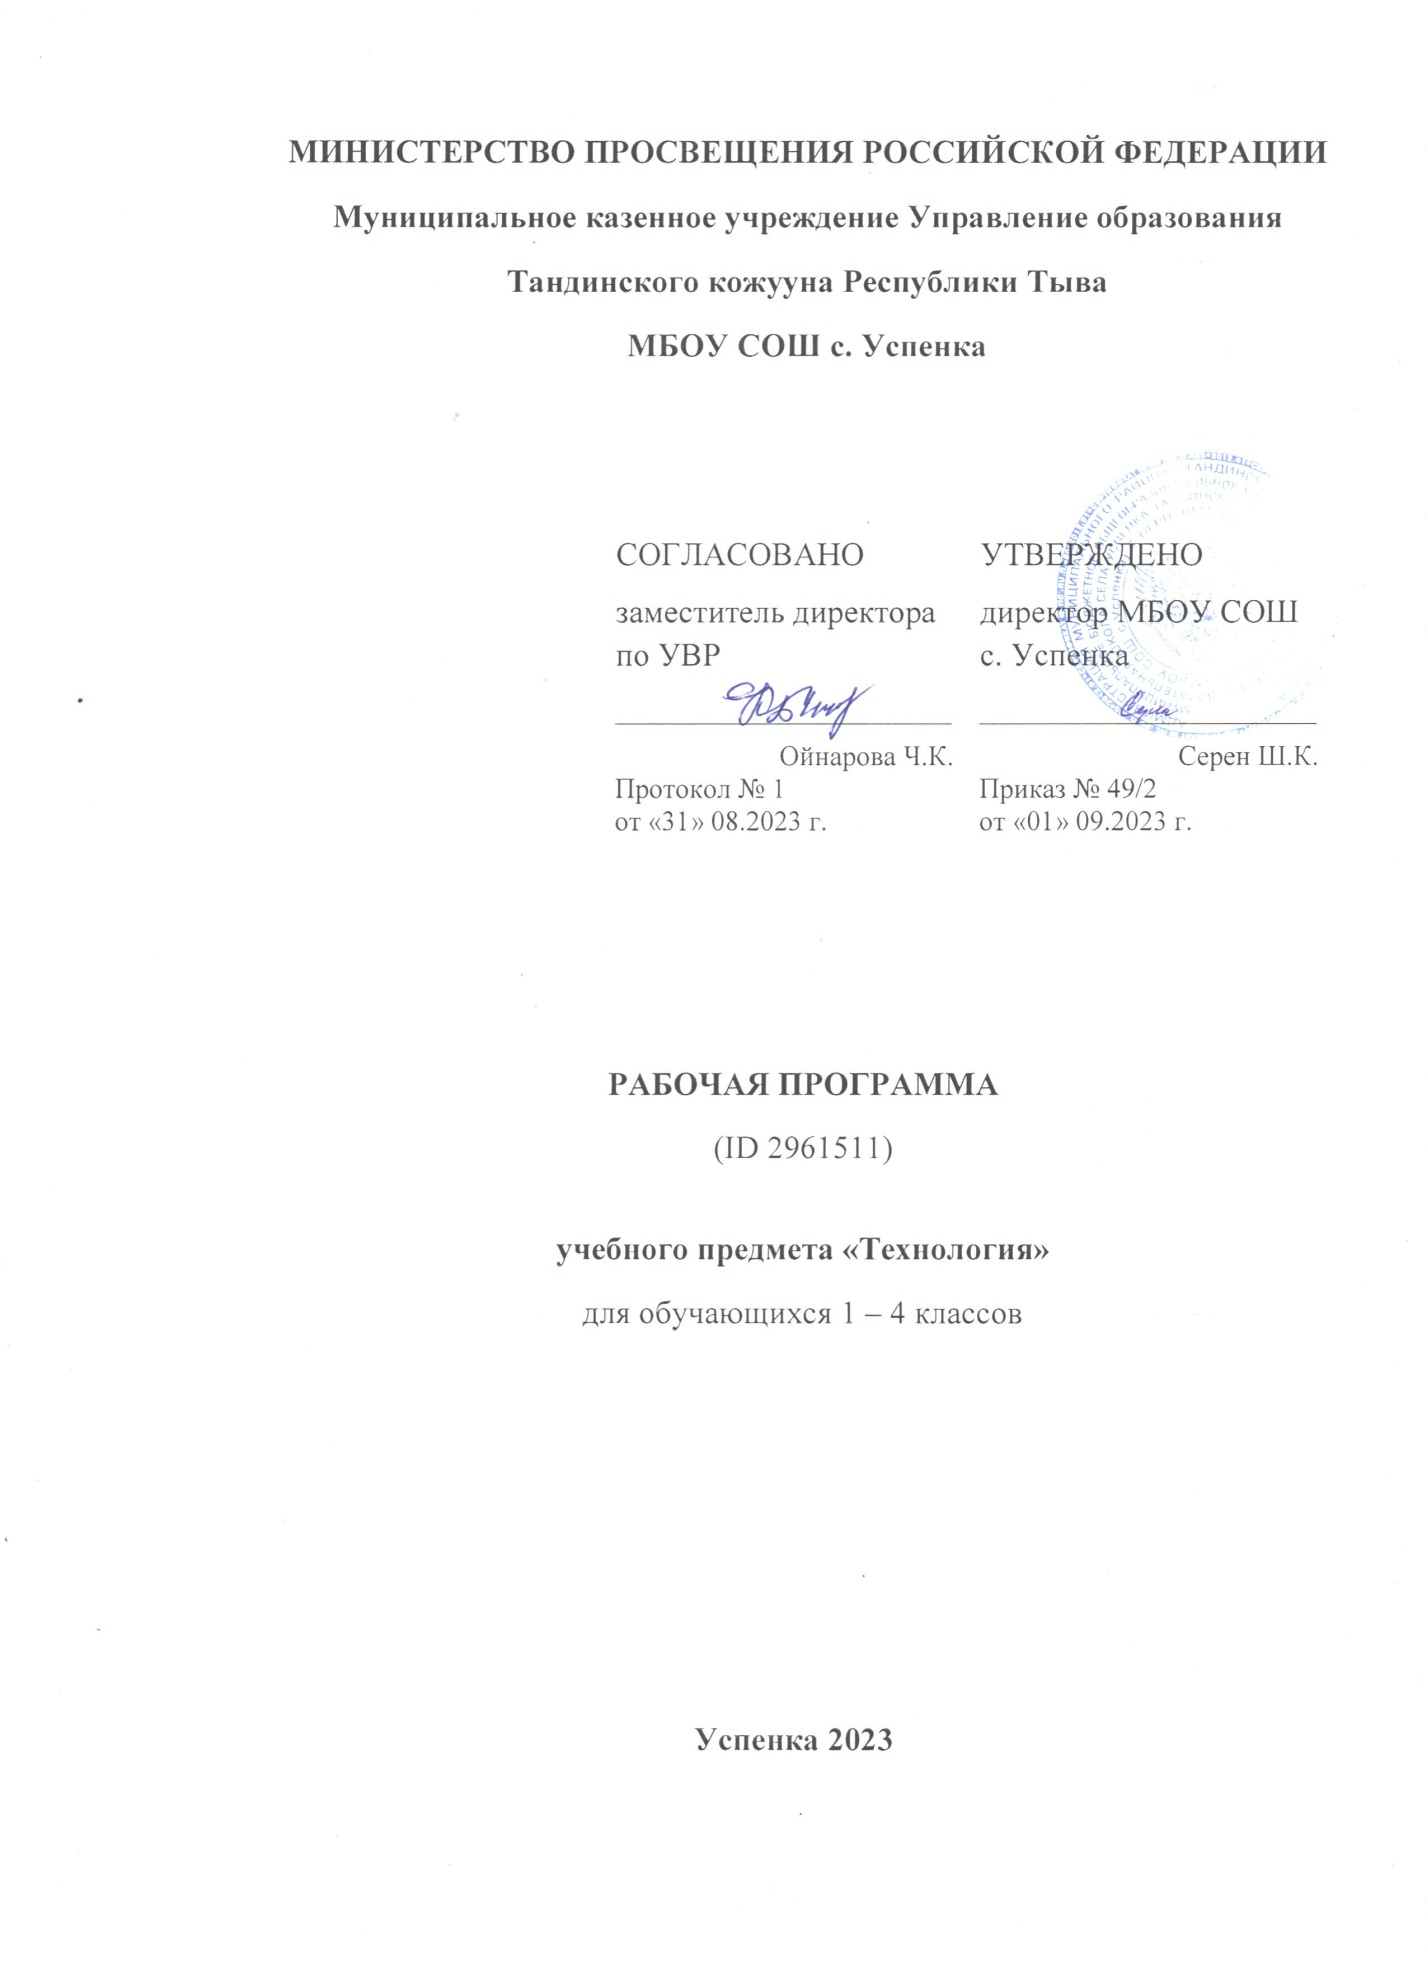 МИНИСТЕРСТВО ПРОСВЕЩЕНИЯ РОССИЙСКОЙ ФЕДЕРАЦИИ
Муниципальное казенное учреждение Управление образования
Тандинского кожууна Республики Тыва
МБОУ СОШ с. Успенка
СОГЛАСОВАНО
заместитель директора
по УВР
Ойнарова Ч.К.
Протокол № 1
от «31» 08.2023 г.
УТВЕРЖДЕНО
директор МБОУ СОШ
с. Успенка
Серен Ш.К.
Приказ № 49/2
от «01» 09.2023 г.
РАБОЧАЯ ПРОГРАММА
(ID 2961511)
учебного предмета «Технология»
для обучающихся 1 – 4 классов
Успенка 2023